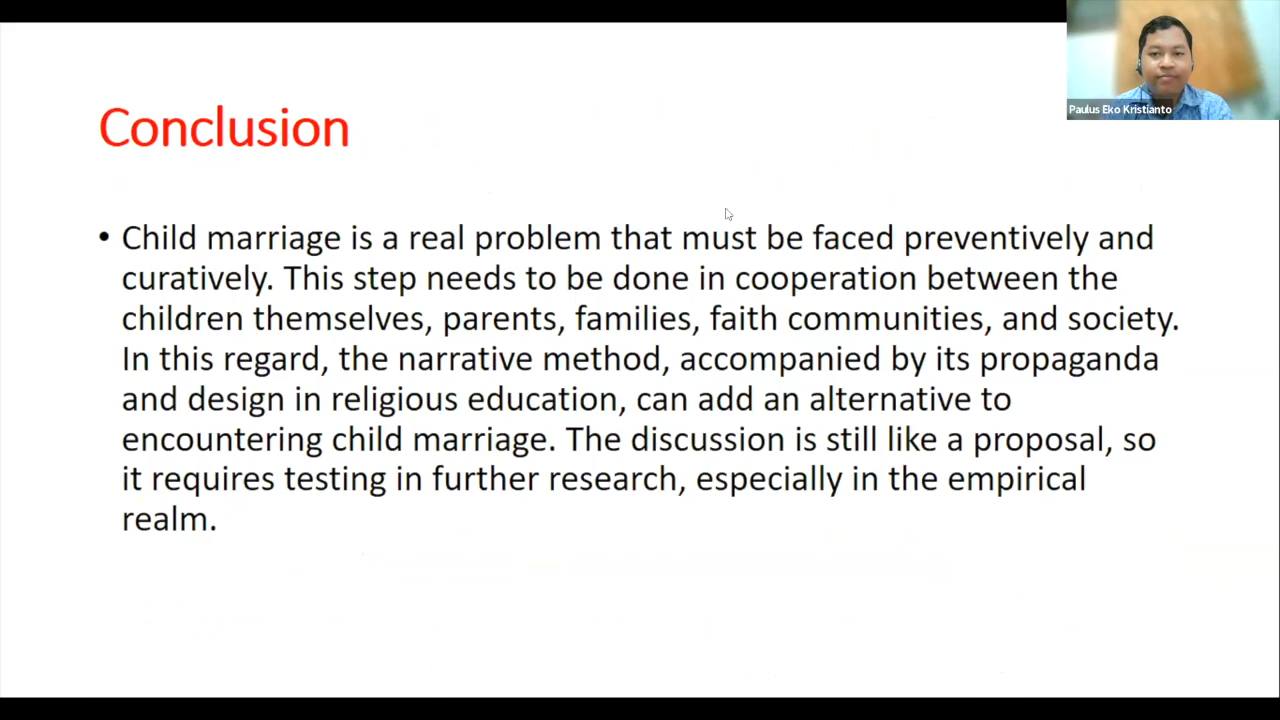 Paulus Eko Kristianto
Conclusion
• Child marriage is a real problem that must be faced preventively and
curatively. This step needs to be done in cooperation between the
children themselves, parents, families, faith communities, and society.
In this regard, the narrative method, accompanied by its propaganda
and design in religious education, can add an alternative to
encountering child marriage. The discussion is still like a proposal, so
it requires testing in further research, especially in the empirical
realm.